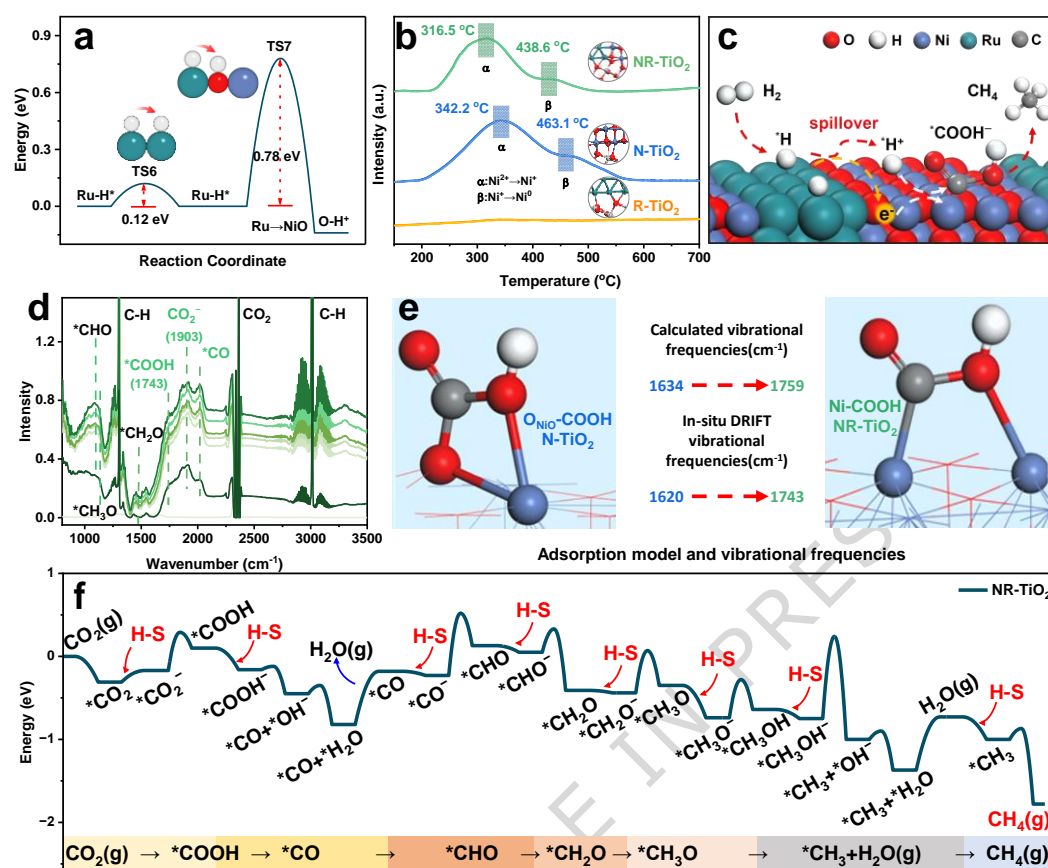 a
Energy (eV)
0.9
0.6
0.3
0.0
TS7
TS6
0.78 eV
Ru-H*
Ru-H*
0.12 eV
Ru→NiO
O-H⁺
Reaction Coordinate
b
Intensity (a.u.)
316.5 °C
438.6 °C
α
β
NR-TiO₂
342.2 °C
463.1 °C
α
β
N-TiO₂
α:Ni²⁺→Ni⁺
β:Ni⁺→Ni⁰
R-TiO₂
150 300 450 600 700
Temperature (°C)
c
O H Ni Ru C
H₂
CH₄
*H
spillover
*H⁺
*COOH⁻
e⁻
d
Intensity
1.2
0.8
0.4
0.0
C-H
CO₂⁻
(1903)
CO₂
C-H
*CHO
*COOH
(1743)
*CO
*CH₂O
*CH₃O
1000 1500 2000 2500 3000 3500
Wavenumber (cm⁻¹)
e
O_NiO-COOH
N-TiO₂
Calculated vibrational
frequencies(cm⁻¹)
1634 1759
In-situ DRIFT
vibrational
frequencies(cm⁻¹)
1620 1743
Ni-COOH
NR-TiO₂
Adsorption model and vibrational frequencies
f
Energy (eV)
1
0
−1
−2
NR-TiO₂
CO₂(g)
*CO₂
H-S
*CO₂⁻
*COOH
H-S
*COOH⁻
*CO+*OH⁻
*CO+*H₂O
H₂O(g)
*CO
H-S
*CO⁻
*CHO
H-S
*CHO⁻
*CH₂O
H-S
*CH₂O⁻
*CH₃O
H-S
*CH₃O⁻
*CH₃OH
H-S
*CH₃OH⁻
*CH₃+*OH⁻
*CH₃+*H₂O
H₂O(g)
H-S
*CH₃
CH₄(g)
CO₂(g) → *COOH → *CO → *CHO → *CH₂O → *CH₃O → *CH₃+H₂O(g) → CH₄(g)
E IN PRES